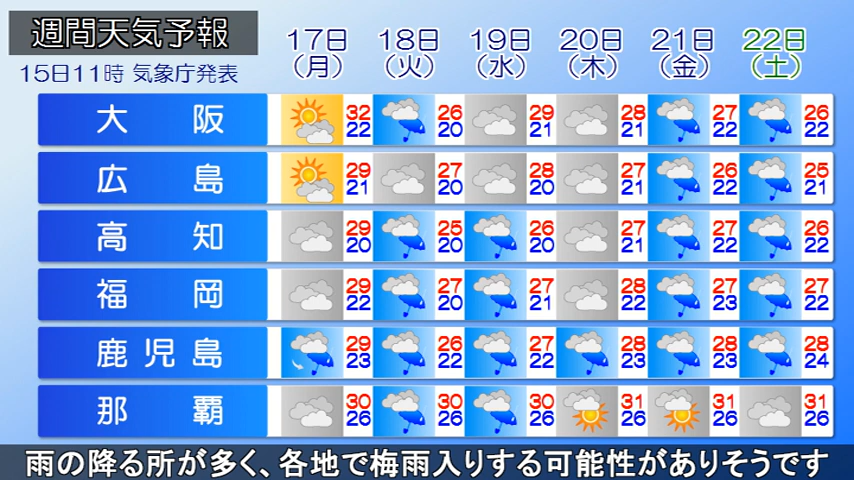 週間天気予報
15日11時 気象庁発表
17日 18日 19日 20日 21日 22日
(月) (火) (水) (木) (金) (土)
大阪 32 22 26 20 29 21 28 21 27 22 26 22
広島 29 21 27 20 28 20 27 21 26 22 25 21
高知 29 20 25 20 26 20 27 21 27 22 26 22
福岡 29 22 27 20 27 21 28 22 27 23 27 22
鹿児島 29 23 26 22 27 22 28 23 28 23 28 24
那覇 30 26 30 26 30 26 31 26 31 26 31 26
雨の降る所が多く、各地で梅雨入りする可能性がありそうです